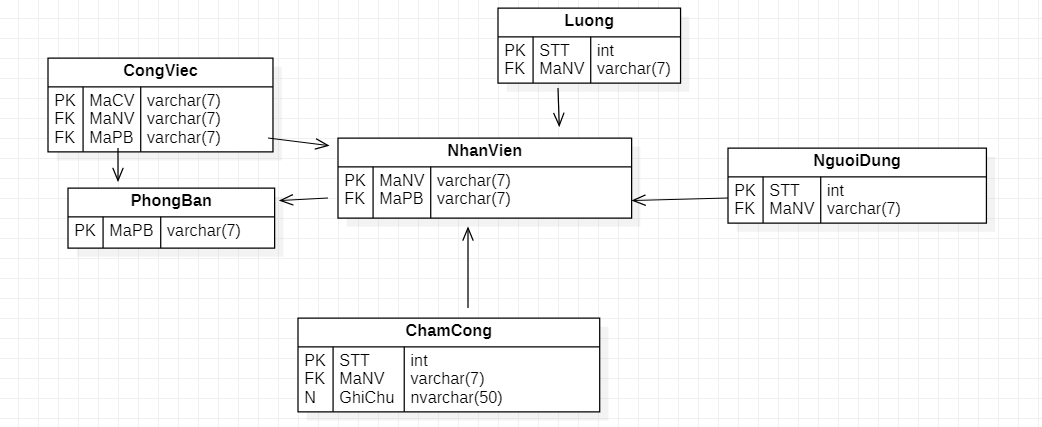 Luong
PK STT int
FK MaNV varchar(7)
CongViec
PK MaCV varchar(7)
FK MaNV varchar(7)
FK MaPB varchar(7)
NhanVien
PK MaNV varchar(7)
FK MaPB varchar(7)
NguoiDung
PK STT int
FK MaNV varchar(7)
PhongBan
PK MaPB varchar(7)
ChamCong
PK STT int
FK MaNV varchar(7)
N GhiChu nvarchar(50)